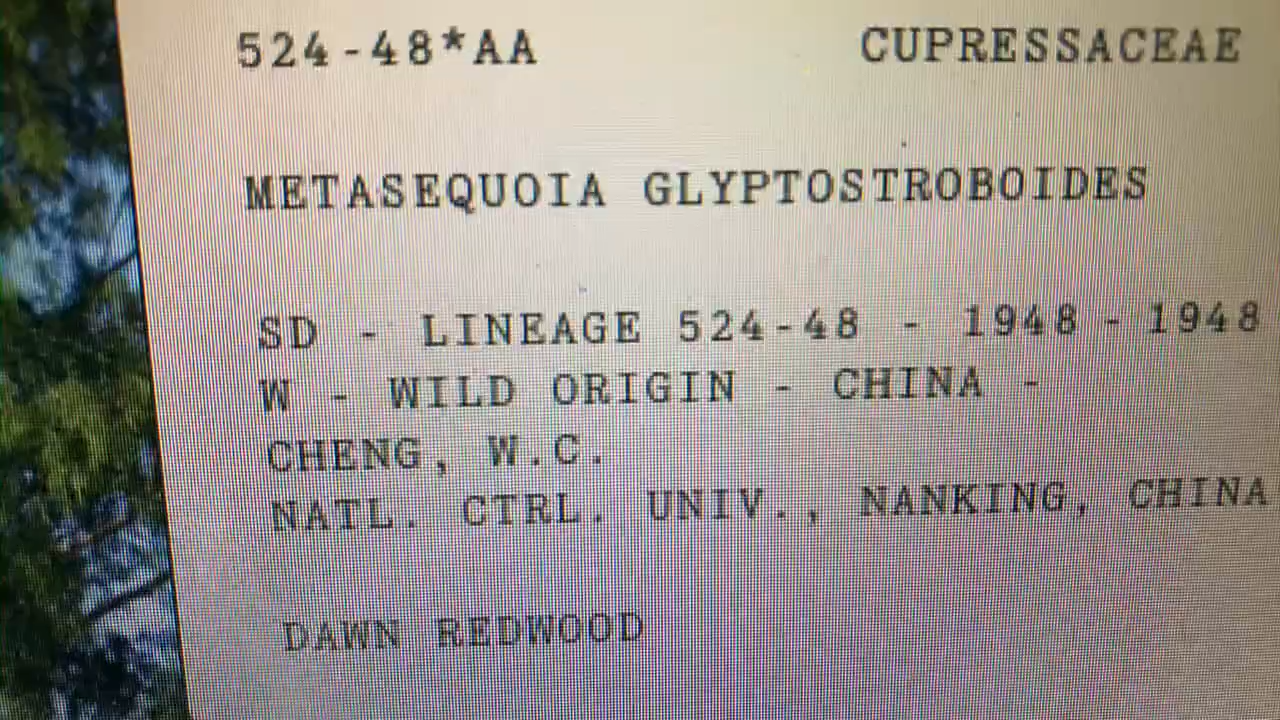 524-48*AA CUPRESSACEAE
METASEQUOIA GLYPTOSTROBOIDES
SD - LINEAGE 524-48 - 1948 - 1948
W - WILD ORIGIN - CHINA -
CHENG, W.C.
NATL. CTRL. UNIV., NANKING, CHINA
DAWN REDWOOD